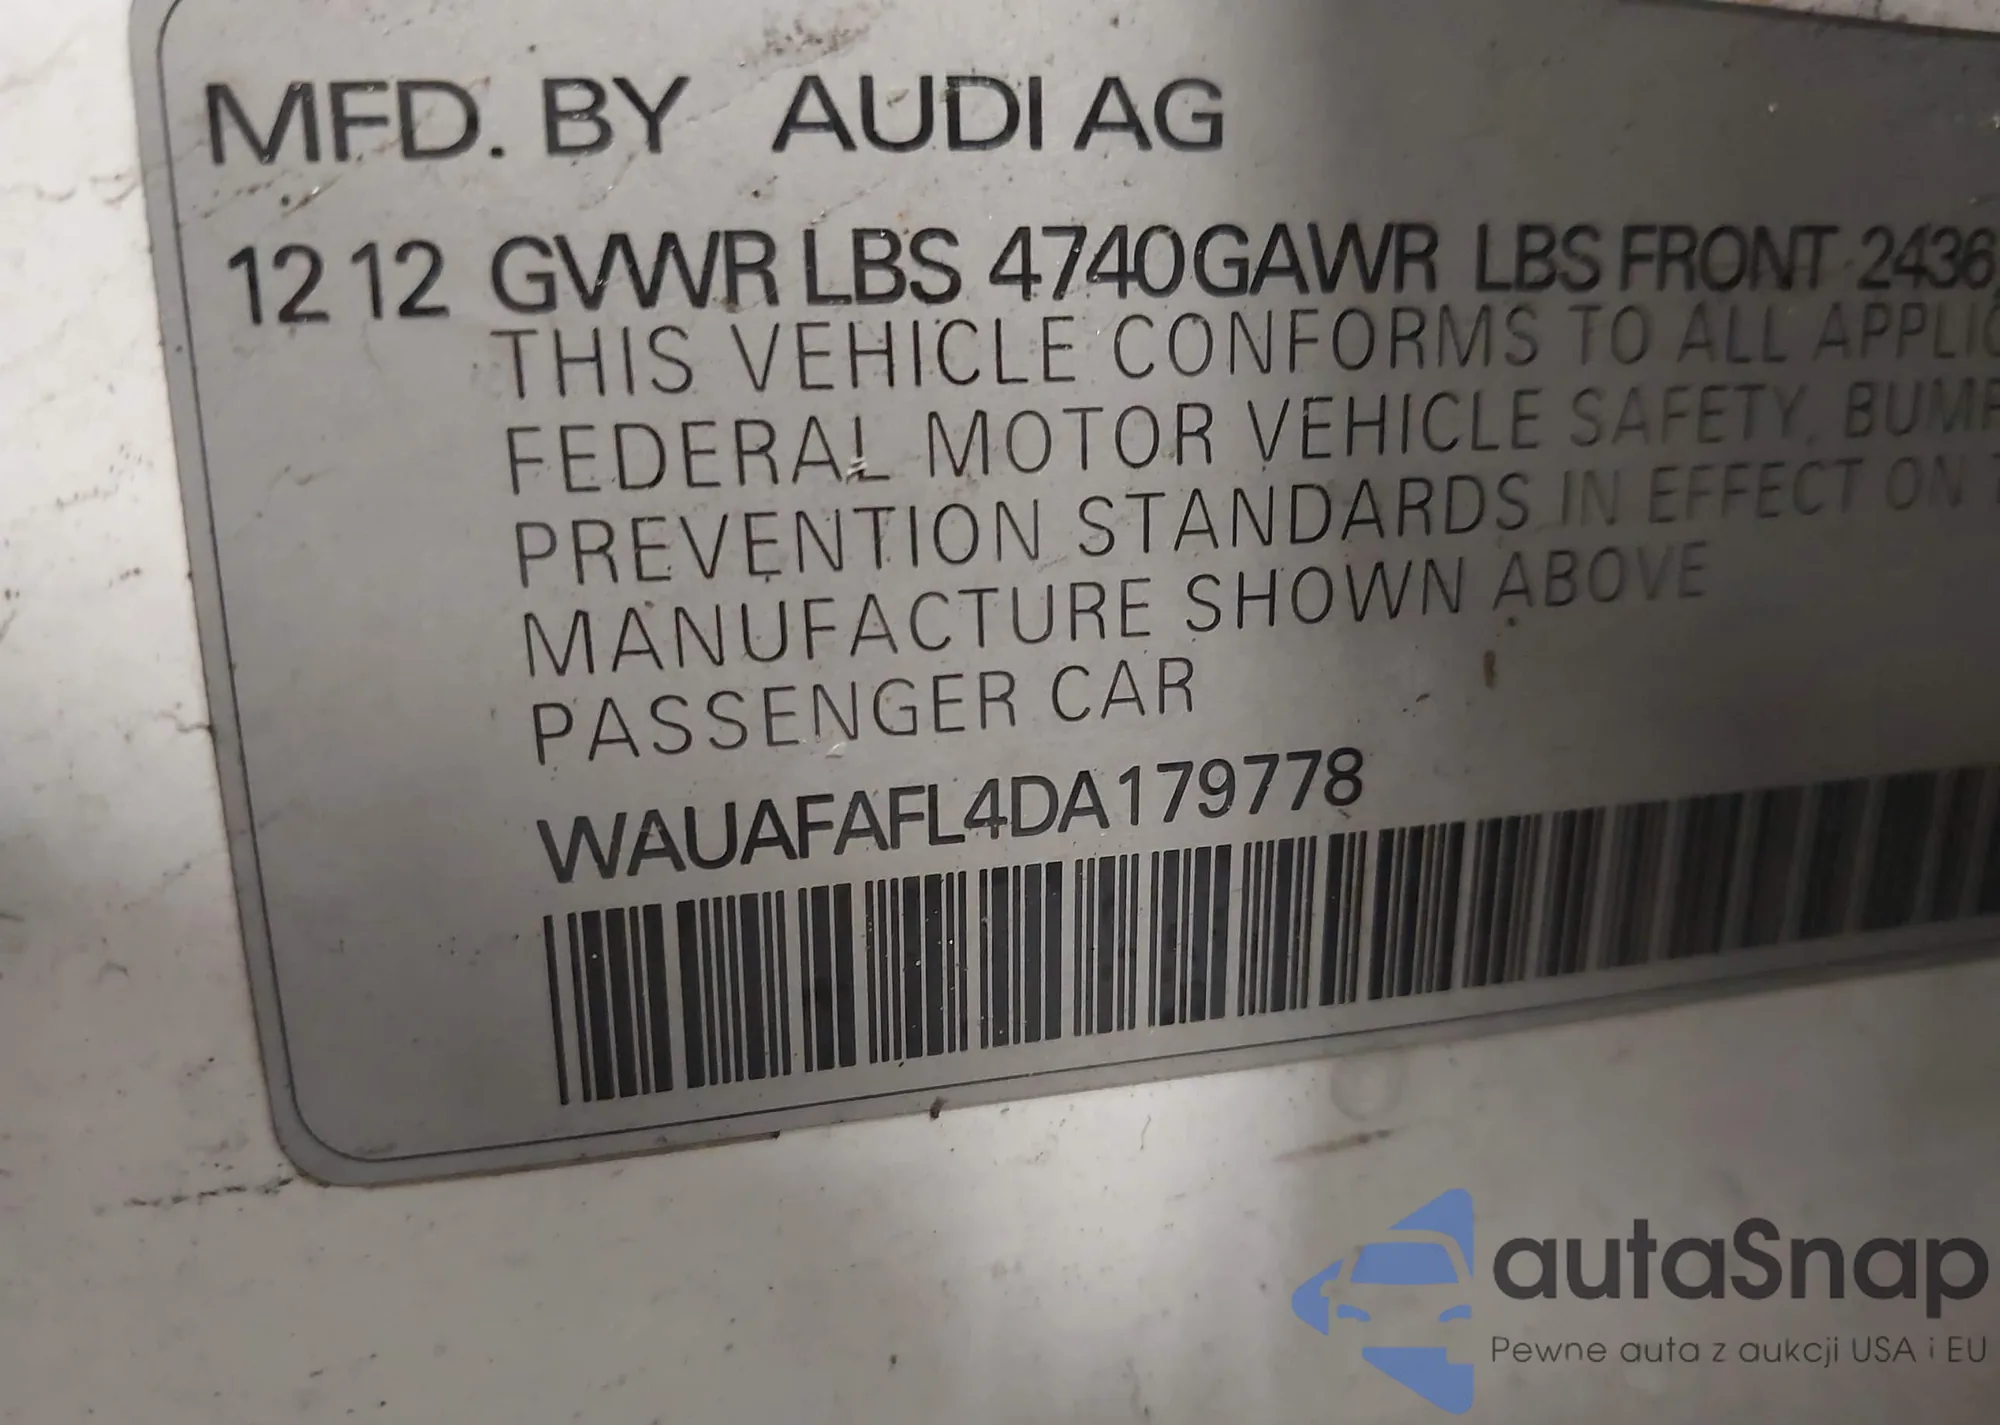 MFD. BY AUDI AG
12 12 GVWR LBS 4740 GAWR LBS FRONT 2436,
THIS VEHICLE CONFORMS TO ALL APPLIC
FEDERAL MOTOR VEHICLE SAFETY, BUMP
PREVENTION STANDARDS IN EFFECT ON T
MANUFACTURE SHOWN ABOVE
PASSENGER CAR
WAUAFAFL4DA179778
autaSnap
Pewne auta z aukcji USA i EU